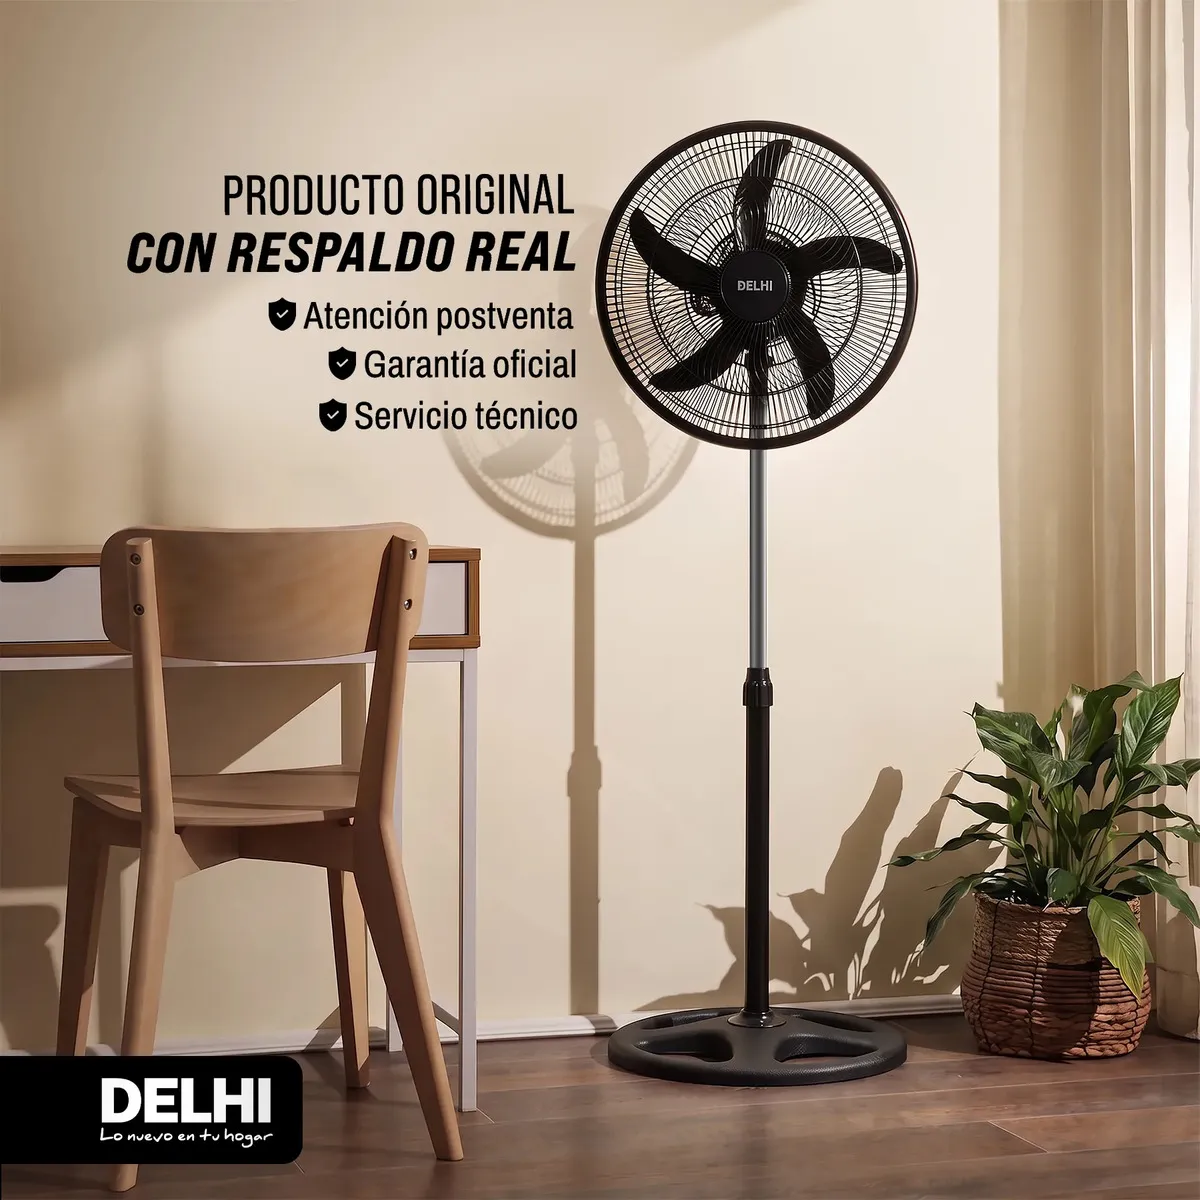 PRODUCTO ORIGINAL
CON RESPALDO REAL
Atención postventa
Garantía oficial
Servicio técnico
DELHI
DELHI
Lo nuevo en tu hogar